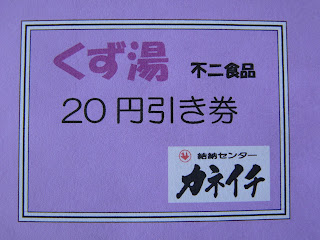 くず湯 不二食品
20円引き券
結納センター
カネイチ